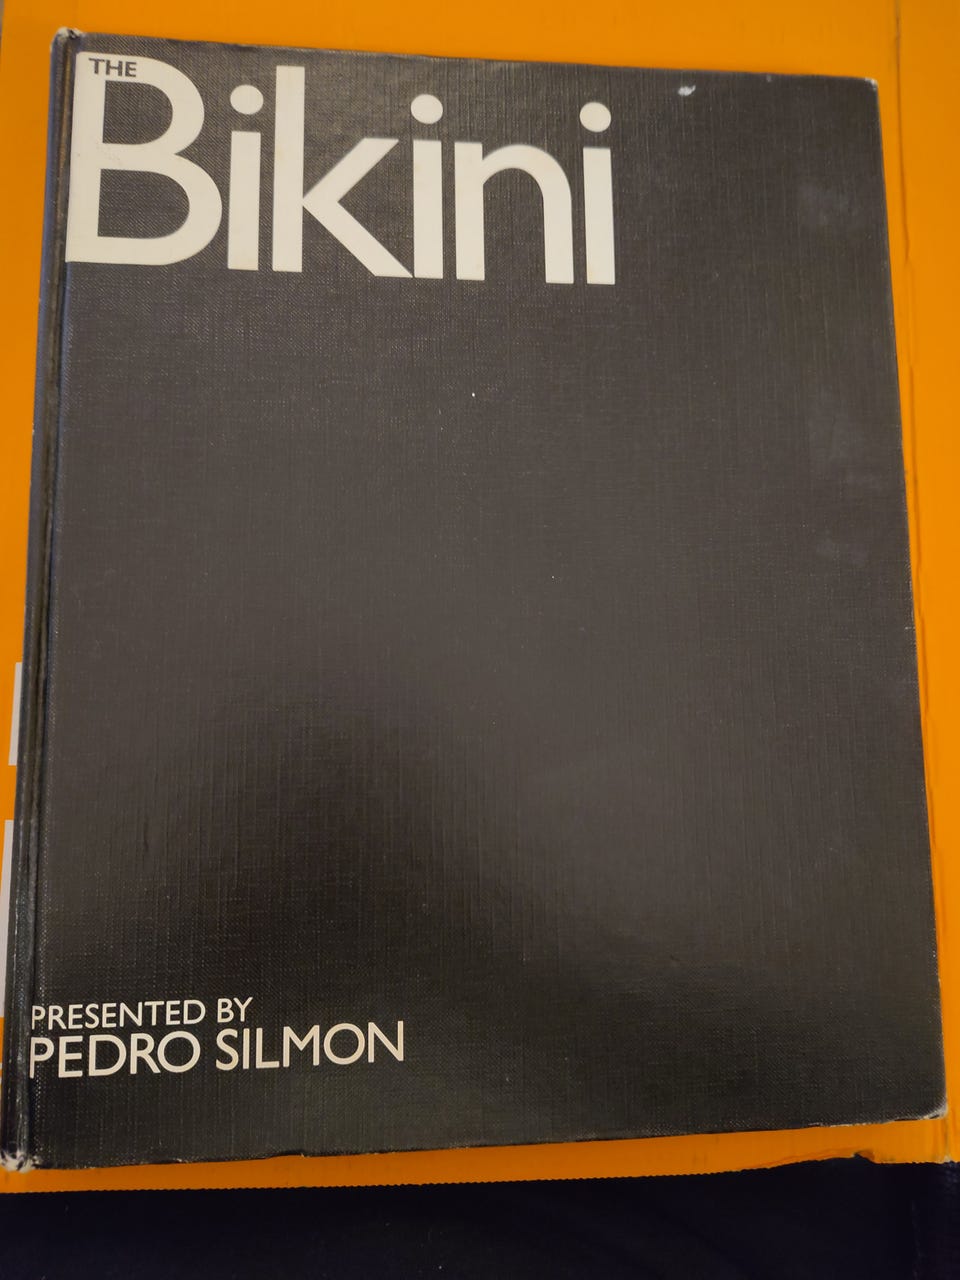 THE
Bikini
PRESENTED BY
PEDRO SILMON